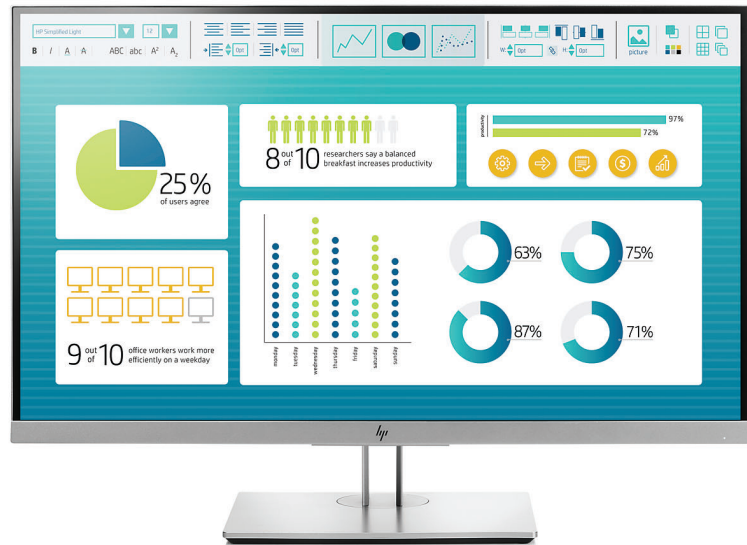 HP Simplified Light
12
B I A A ABC abc A² A₂
0pt
0pt
W: 0pt
H: 0pt
picture
25%
of users agree
8 out of 10 researchers say a balanced
breakfast increases productivity
productivity
97%
72%
9 out of 10 office workers work more
efficiently on a weekday
monday
tuesday
wednesday
thursday
friday
saturday
sunday
63%
75%
87%
71%
hp